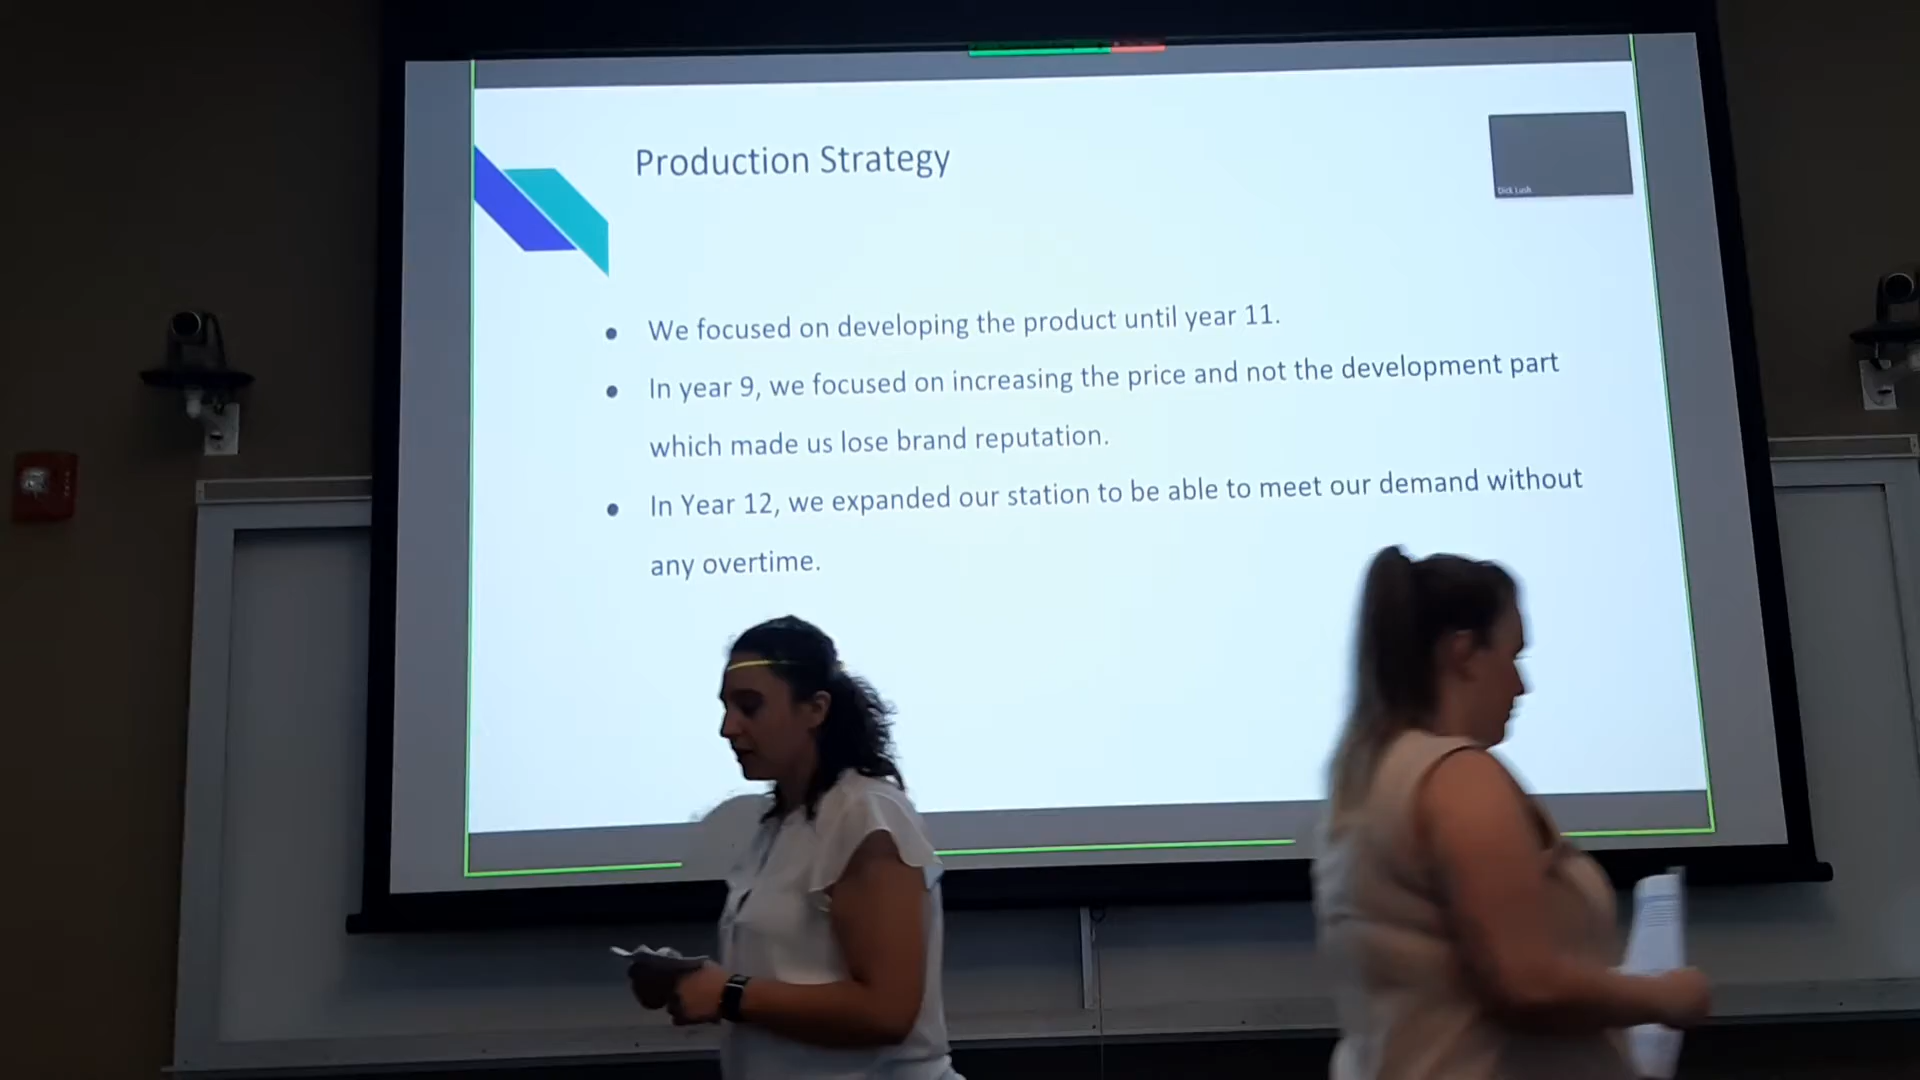 Production Strategy
Dick Lusk
We focused on developing the product until year 11.
In year 9, we focused on increasing the price and not the development part
which made us lose brand reputation.
In Year 12, we expanded our station to be able to meet our demand without
any overtime.